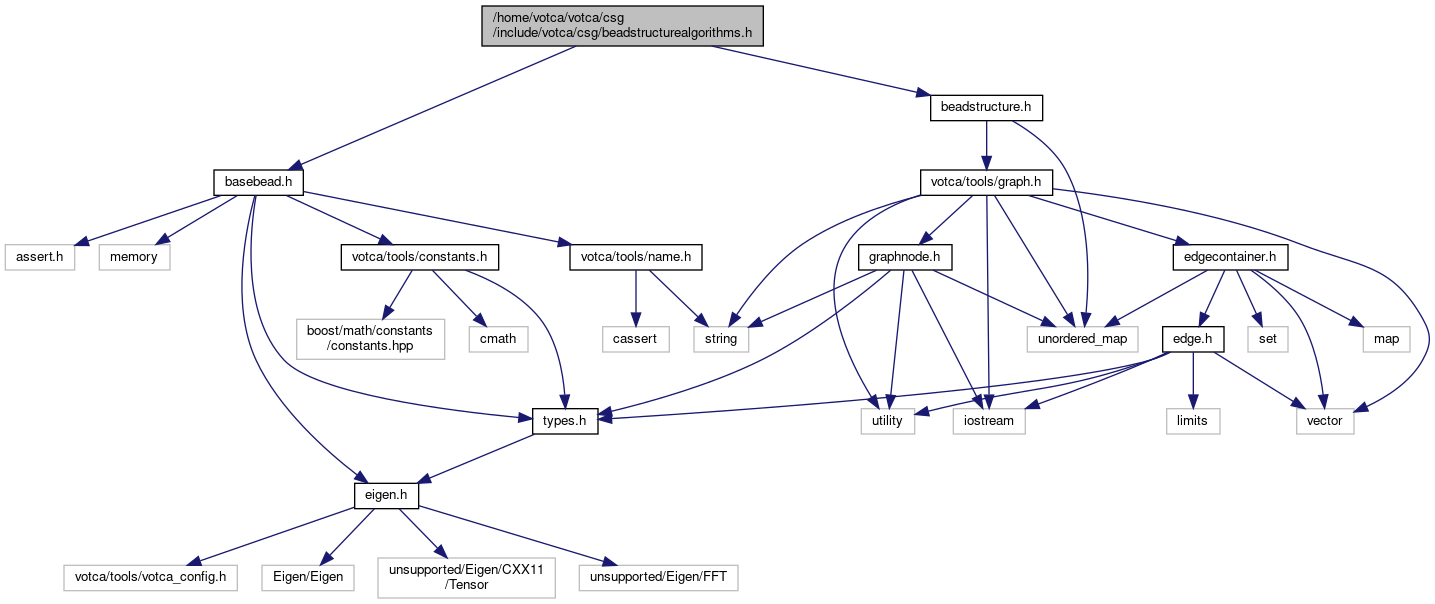 /home/votca/votca/csg
/include/votca/csg/beadstructurealgorithms.h
beadstructure.h
basebead.h
votca/tools/graph.h
assert.h
memory
votca/tools/constants.h
votca/tools/name.h
graphnode.h
edgecontainer.h
boost/math/constants
/constants.hpp
cmath
cassert
string
unordered_map
edge.h
set
map
types.h
utility
iostream
limits
vector
eigen.h
votca/tools/votca_config.h
Eigen/Eigen
unsupported/Eigen/CXX11
/Tensor
unsupported/Eigen/FFT